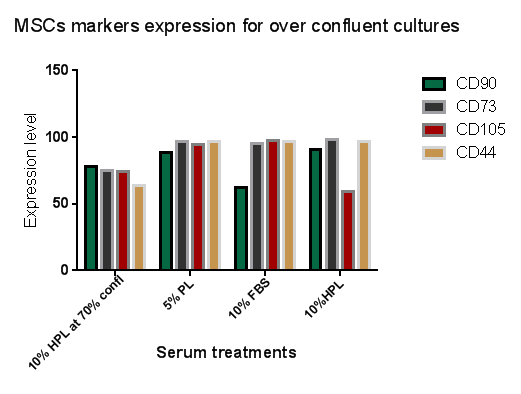 MSCs markers expression for over confluent cultures
150
100
50
0
Expression level
CD90
CD73
CD105
CD44
10% HPL at 70% confl
5% PL
10% FBS
10%HPL
Serum treatments